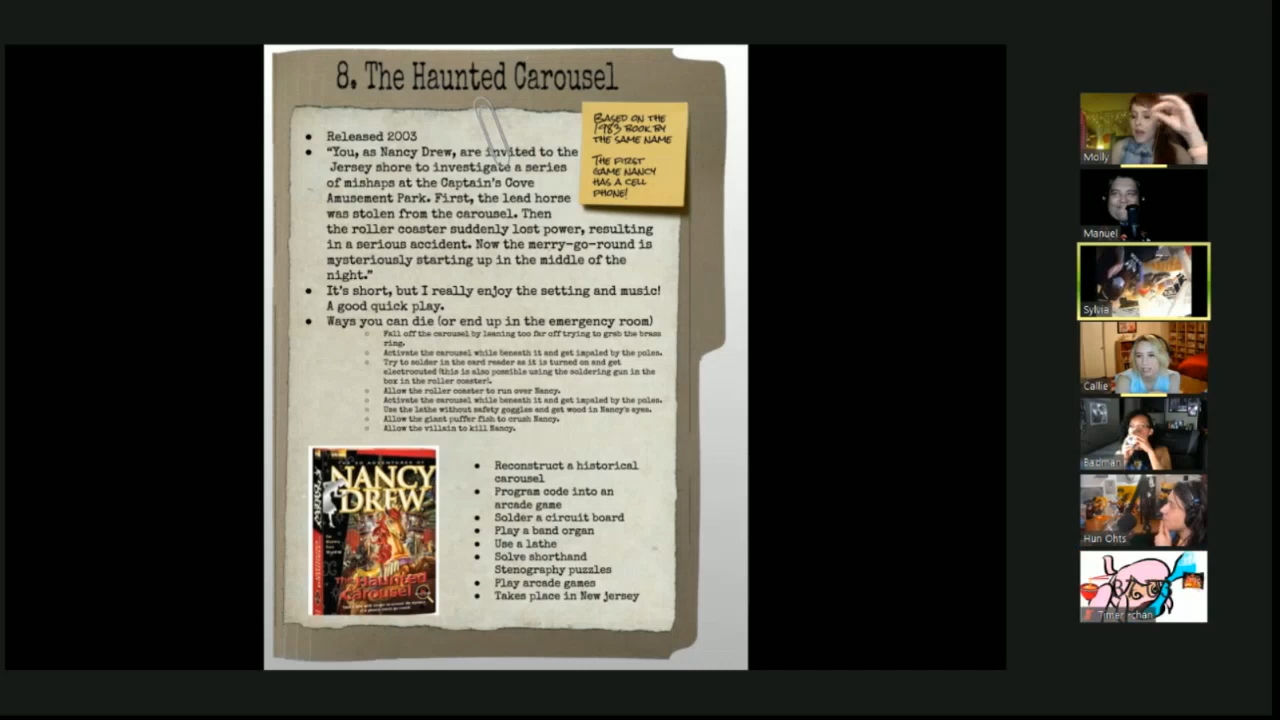 8. The Haunted Carousel
BASED ON THE
1983 BOOK BY
THE SAME NAME
THE FIRST
GAME NANCY
HAS A CELL
PHONE!
● Released 2003
● “You, as Nancy Drew, are invited to the
Jersey shore to investigate a series
of mishaps at the Captain’s Cove
Amusement Park. First, the lead horse
was stolen from the carousel. Then
the roller coaster suddenly lost power, resulting
in a serious accident. Now the merry-go-round is
mysteriously starting up in the middle of the
night.”
● It’s short, but I really enjoy the setting and music!
A good quick play.
● Ways you can die (or end up in the emergency room)
○ Fall off the carousel by leaning too far off trying to grab the brass
ring.
○ Activate the carousel while beneath it and get impaled by the poles.
○ Try to solder in the card reader as it is turned on and get
electrocuted (this is also possible using the soldering gun in the
box in the roller coaster).
○ Allow the roller coaster to run over Nancy.
○ Activate the carousel while beneath it and get impaled by the poles.
○ Use the lathe without safety goggles and get wood in Nancy's eyes.
○ Allow the giant puffer fish to crush Nancy.
○ Allow the villain to kill Nancy.
NANCY
DREW
The Haunted
Carousel
● Reconstruct a historical
carousel
● Program code into an
arcade game
● Solder a circuit board
● Play a band organ
● Use a lathe
● Solve shorthand
Stenography puzzles
● Play arcade games
● Takes place in New jersey
Molly
Manuel
Sylvia
Callie
Badman
Hun Ohts